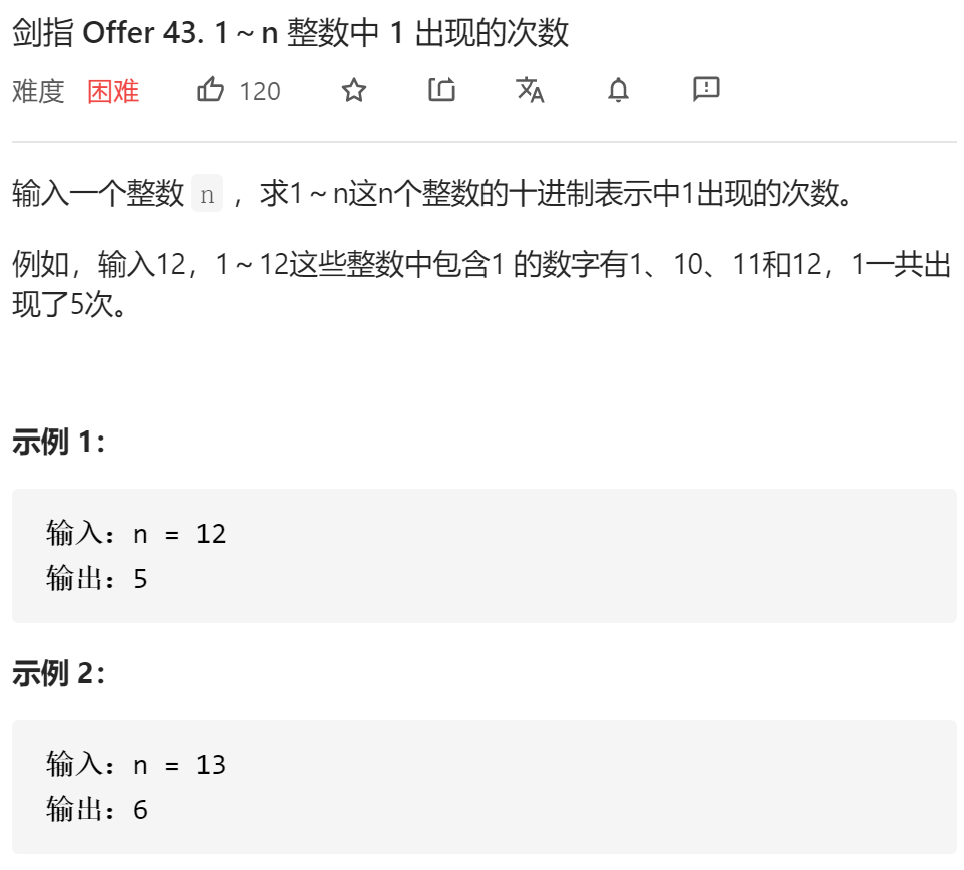 剑指 Offer 43. 1～n 整数中 1 出现的次数
难度 困难 120
输入一个整数 n ，求1～n这n个整数的十进制表示中1出现的次数。
例如，输入12，1～12这些整数中包含1 的数字有1、10、11和12，1一共出
现了5次。
示例 1：
输入：n = 12
输出：5
示例 2：
输入：n = 13
输出：6